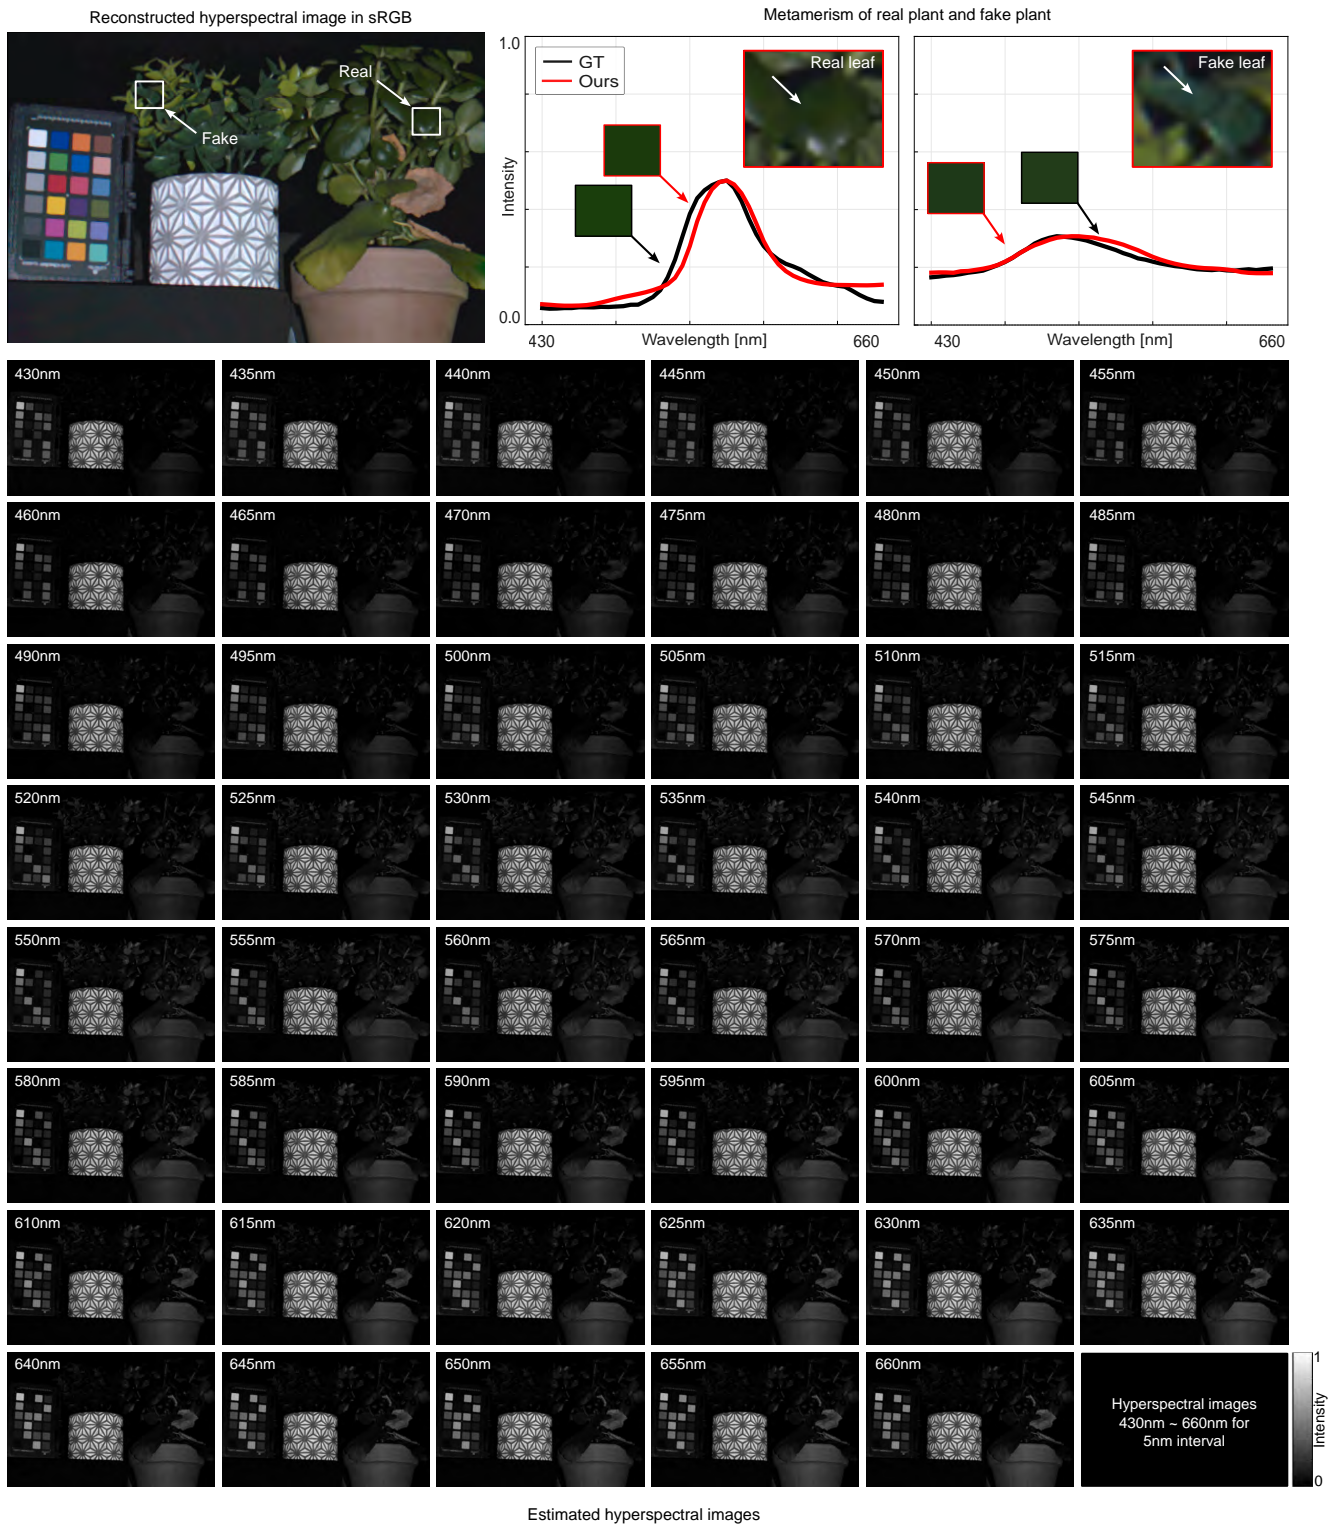 Reconstructed hyperspectral image in sRGB
Metamerism of real plant and fake plant
Real
Fake
1.0
Intensity
0.0
GT
Ours
Real leaf
430
Wavelength [nm]
660
Fake leaf
430
Wavelength [nm]
660
430nm
435nm
440nm
445nm
450nm
455nm
460nm
465nm
470nm
475nm
480nm
485nm
490nm
495nm
500nm
505nm
510nm
515nm
520nm
525nm
530nm
535nm
540nm
545nm
550nm
555nm
560nm
565nm
570nm
575nm
580nm
585nm
590nm
595nm
600nm
605nm
610nm
615nm
620nm
625nm
630nm
635nm
640nm
645nm
650nm
655nm
660nm
Hyperspectral images
430nm ~ 660nm for
5nm interval
1
Intensity
0
Estimated hyperspectral images